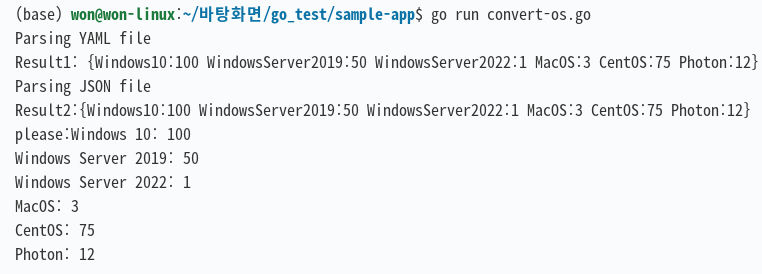 (base) won@won-linux:~/바탕화면/go_test/sample-app$ go run convert-os.go
Parsing YAML file
Result1: {Windows10:100 WindowsServer2019:50 WindowsServer2022:1 MacOS:3 CentOS:75 Photon:12}
Parsing JSON file
Result2:{Windows10:100 WindowsServer2019:50 WindowsServer2022:1 MacOS:3 CentOS:75 Photon:12}
please:Windows 10: 100
Windows Server 2019: 50
Windows Server 2022: 1
MacOS: 3
CentOS: 75
Photon: 12